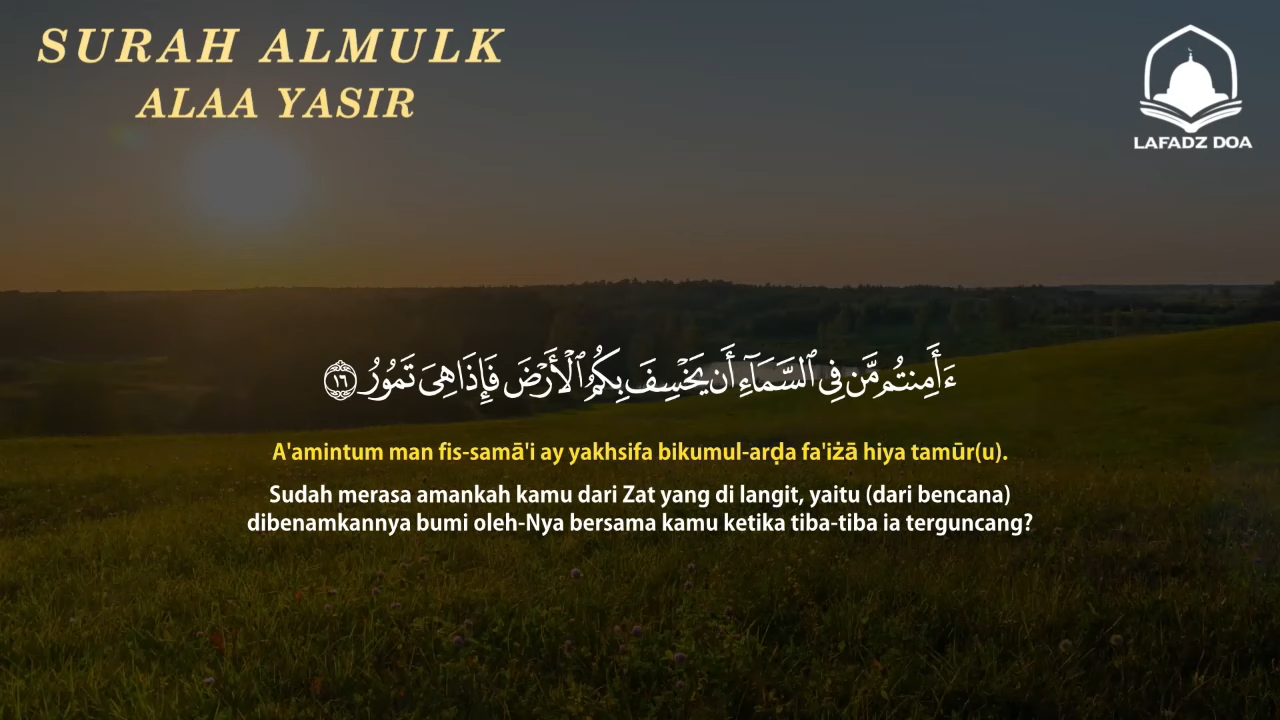 SURAH ALMULK
ALAA YASIR
LAFADZ DOA
ءَأَمِنتُم مَّن فِى ٱلسَّمَآءِ أَن يَخْسِفَ بِكُمُ ٱلْأَرْضَ فَإِذَا هِىَ تَمُورُ ١٦
A'amintum man fis-samā'i ay yakhsifa bikumul-arḍa fa'iżā hiya tamūr(u).
Sudah merasa amankah kamu dari Zat yang di langit, yaitu (dari bencana)
dibenamkannya bumi oleh-Nya bersama kamu ketika tiba-tiba ia terguncang?